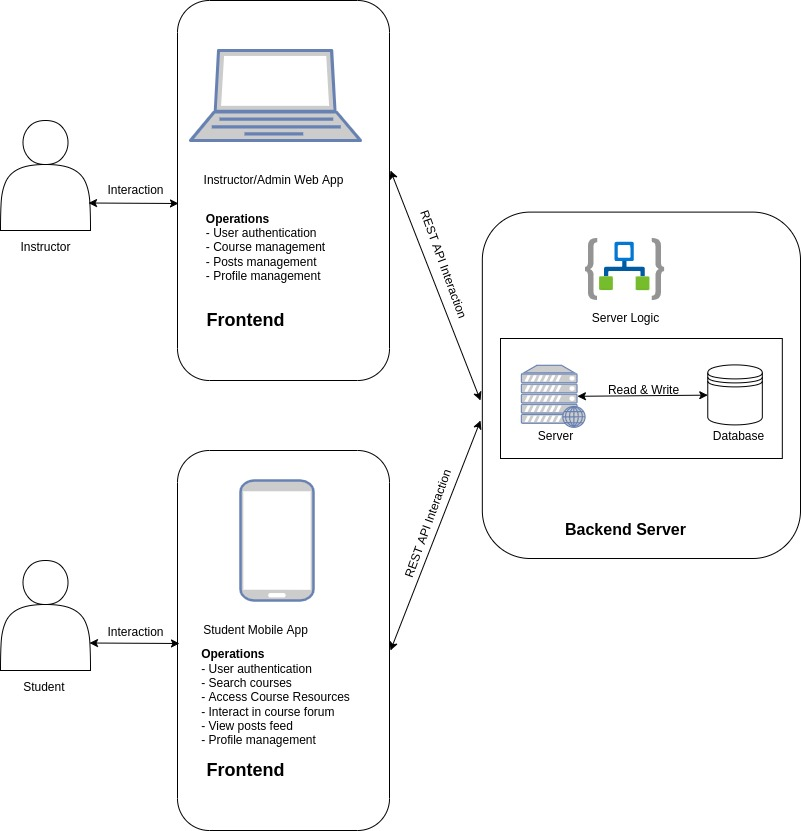 Interaction
Instructor
Instructor/Admin Web App
Operations
- User authentication
- Course management
- Posts management
- Profile management
Frontend
REST API Interaction
Server Logic
Read & Write
Server
Database
Backend Server
REST API Interaction
Interaction
Student
Student Mobile App
Operations
- User authentication
- Search courses
- Access Course Resources
- Interact in course forum
- View posts feed
- Profile management
Frontend